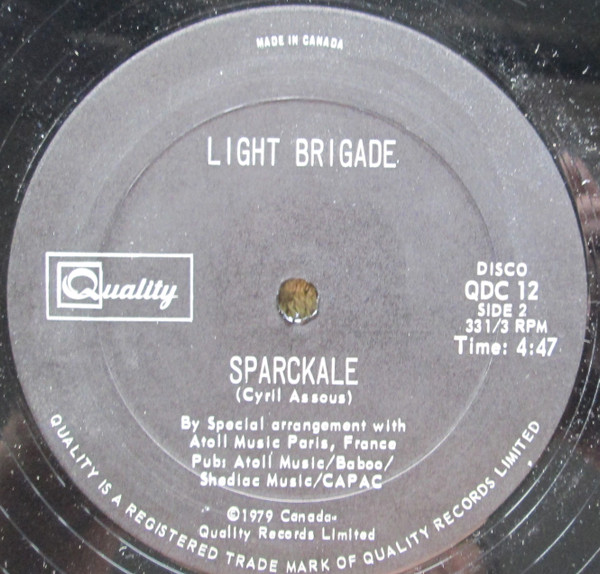 MADE IN CANADA
LIGHT BRIGADE
Quality
DISCO
QDC 12
SIDE 2
33 1/3 RPM
Time: 4:47
SPARCKALE
(Cyril Assous)
By Special arrangement with
Atoll Music Paris, France
Pub: Atoll Music/Baboo/
Shediac Music/CAPAC
©1979 Canada-
Quality Records Limited
QUALITY IS A REGISTERED TRADE MARK OF QUALITY RECORDS LIMITED